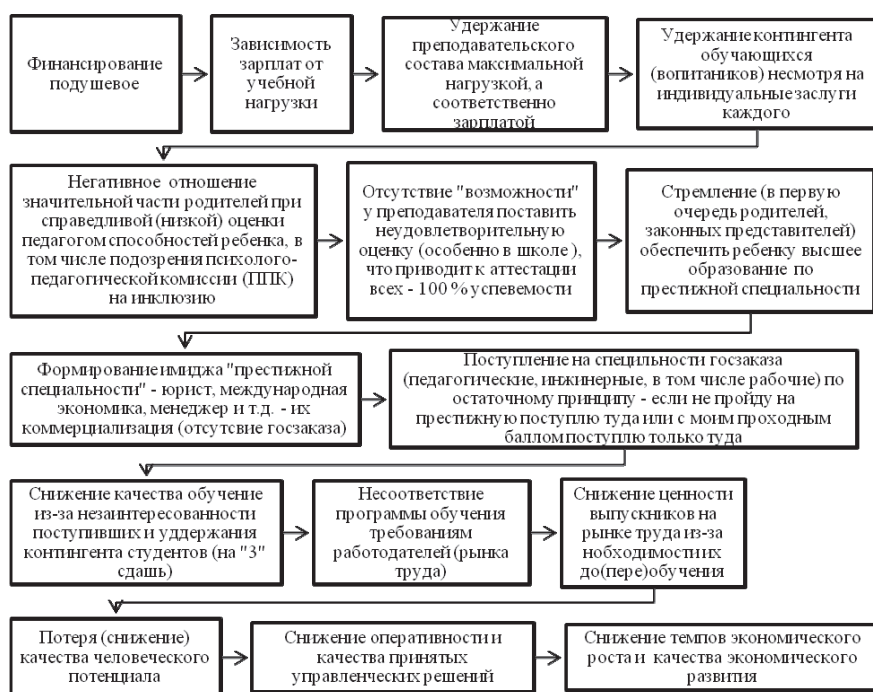 Финансирование
подушевое
Зависимость
зарплат от
учебной
нагрузки
Удержание
преподавательского
состава максимальной
нагрузкой, а
соответственно
зарплатой
Удержание контингента
обучающихся
(вопитаников) несмотря на
индивидуальные заслуги
каждого
Негативное отношение
значительной части родителей при
справедливой (низкой) оценки
педагогом способностей ребенка, в
том числе подозрения психолого-
педагогической комиссии (ППК)
на инклюзию
Отсутствие "возможности"
у преподавателя поставить
неудовлетворительную
оценку (особенно в школе ),
что приводит к аттестации
всех - 100 % успевемости
Стремление (в первую
очередь родителей,
законных представителей)
обеспечить ребенку высшее
образование по
престижной специальности
Формирование имиджа "престижной
специальности" - юрист, международная
экономика, менеджер и т.д. - их
коммерциализация (отсутсвие госзаказа)
Поступление на специльности госзаказа
(педагогические, инжинерные, в том числе рабочие) по
остаточному принципу - если не пройду на
престижную поступлю туда или с моим проходным
баллом поступлю только туда
Снижение качества обучение
из-за незаинтересованности
поступивших и уддержания
контингента студентов (на "3"
сдашь)
Несоответствие
программы обучения
требованиям
работодателей (рынка
труда)
Снижение ценности
выпускников на
рынке труда из-за
нобходимости их
до(пере)обучения
Потеря (снижение)
качества человеческого
потенциала
Снижение оперативности и
качества принятых
управленческих решений
Снижение темпов экономического
роста и качества экономического
развития